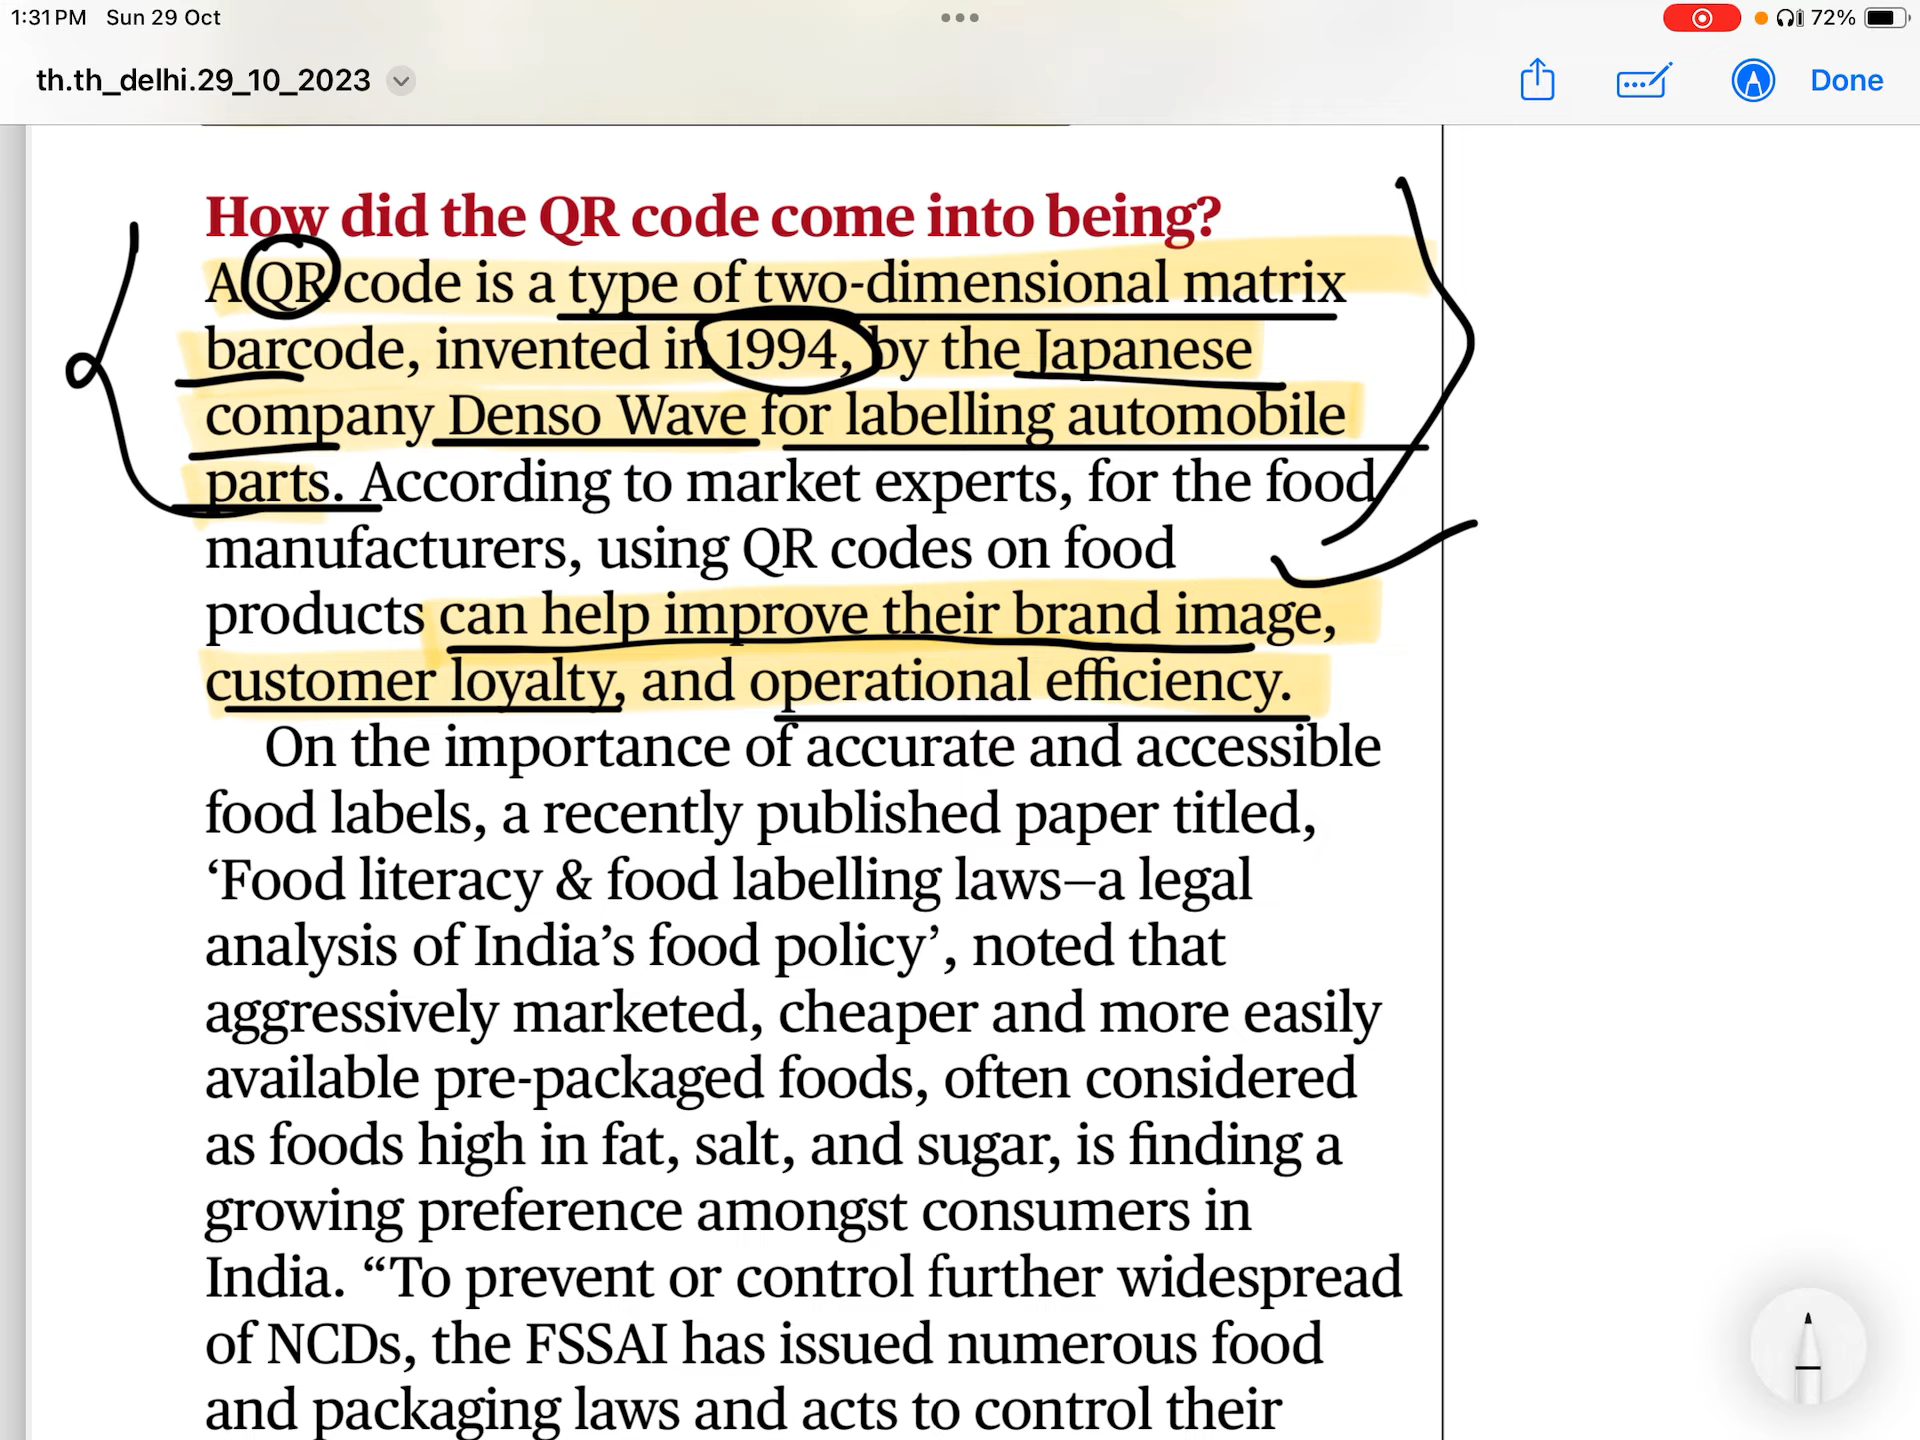 1:31 PM Sun 29 Oct
72%
th.th_delhi.29_10_2023
Done
How did the QR code come into being?
A QR code is a type of two-dimensional matrix
barcode, invented in 1994, by the Japanese
company Denso Wave for labelling automobile
parts. According to market experts, for the food
manufacturers, using QR codes on food
products can help improve their brand image,
customer loyalty, and operational efficiency.
On the importance of accurate and accessible
food labels, a recently published paper titled,
‘Food literacy & food labelling laws—a legal
analysis of India’s food policy’, noted that
aggressively marketed, cheaper and more easily
available pre-packaged foods, often considered
as foods high in fat, salt, and sugar, is finding a
growing preference amongst consumers in
India. “To prevent or control further widespread
of NCDs, the FSSAI has issued numerous food
and packaging laws and acts to control their